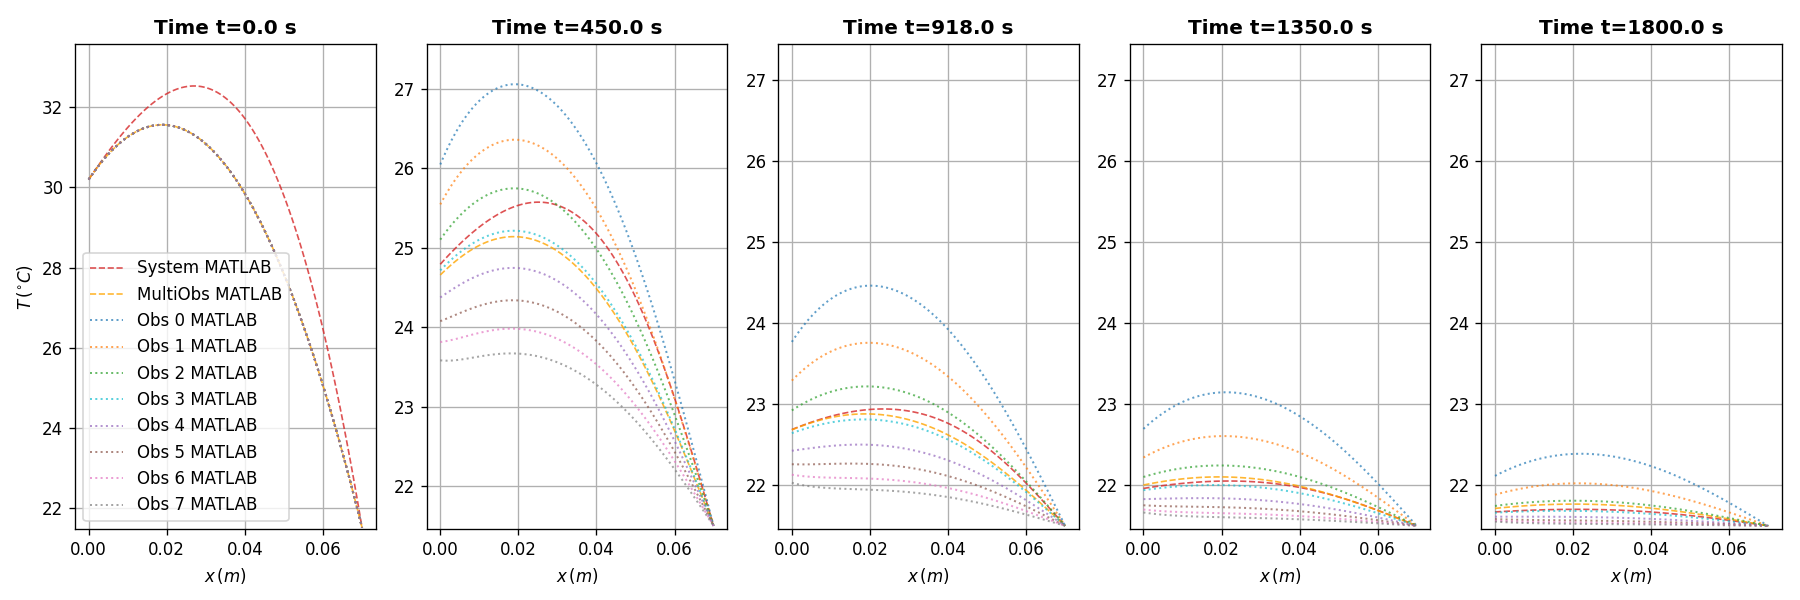 Time t=0.0 s
Time t=450.0 s
Time t=918.0 s
Time t=1350.0 s
Time t=1800.0 s
T (°C)
32
30
28
26
24
22
System MATLAB
MultiObs MATLAB
Obs 0 MATLAB
Obs 1 MATLAB
Obs 2 MATLAB
Obs 3 MATLAB
Obs 4 MATLAB
Obs 5 MATLAB
Obs 6 MATLAB
Obs 7 MATLAB
0.00 0.02 0.04 0.06
x (m)
27
26
25
24
23
22
0.00 0.02 0.04 0.06
x (m)
27
26
25
24
23
22
0.00 0.02 0.04 0.06
x (m)
27
26
25
24
23
22
0.00 0.02 0.04 0.06
x (m)
27
26
25
24
23
22
0.00 0.02 0.04 0.06
x (m)